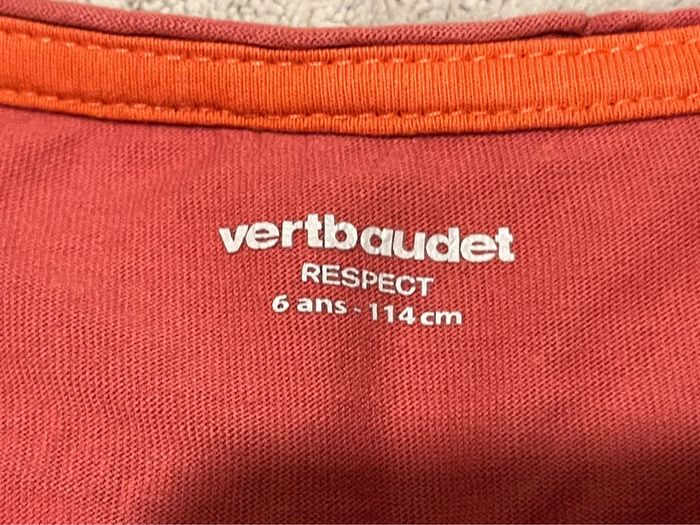 vertbaudet
RESPECT
6 ans - 114 cm